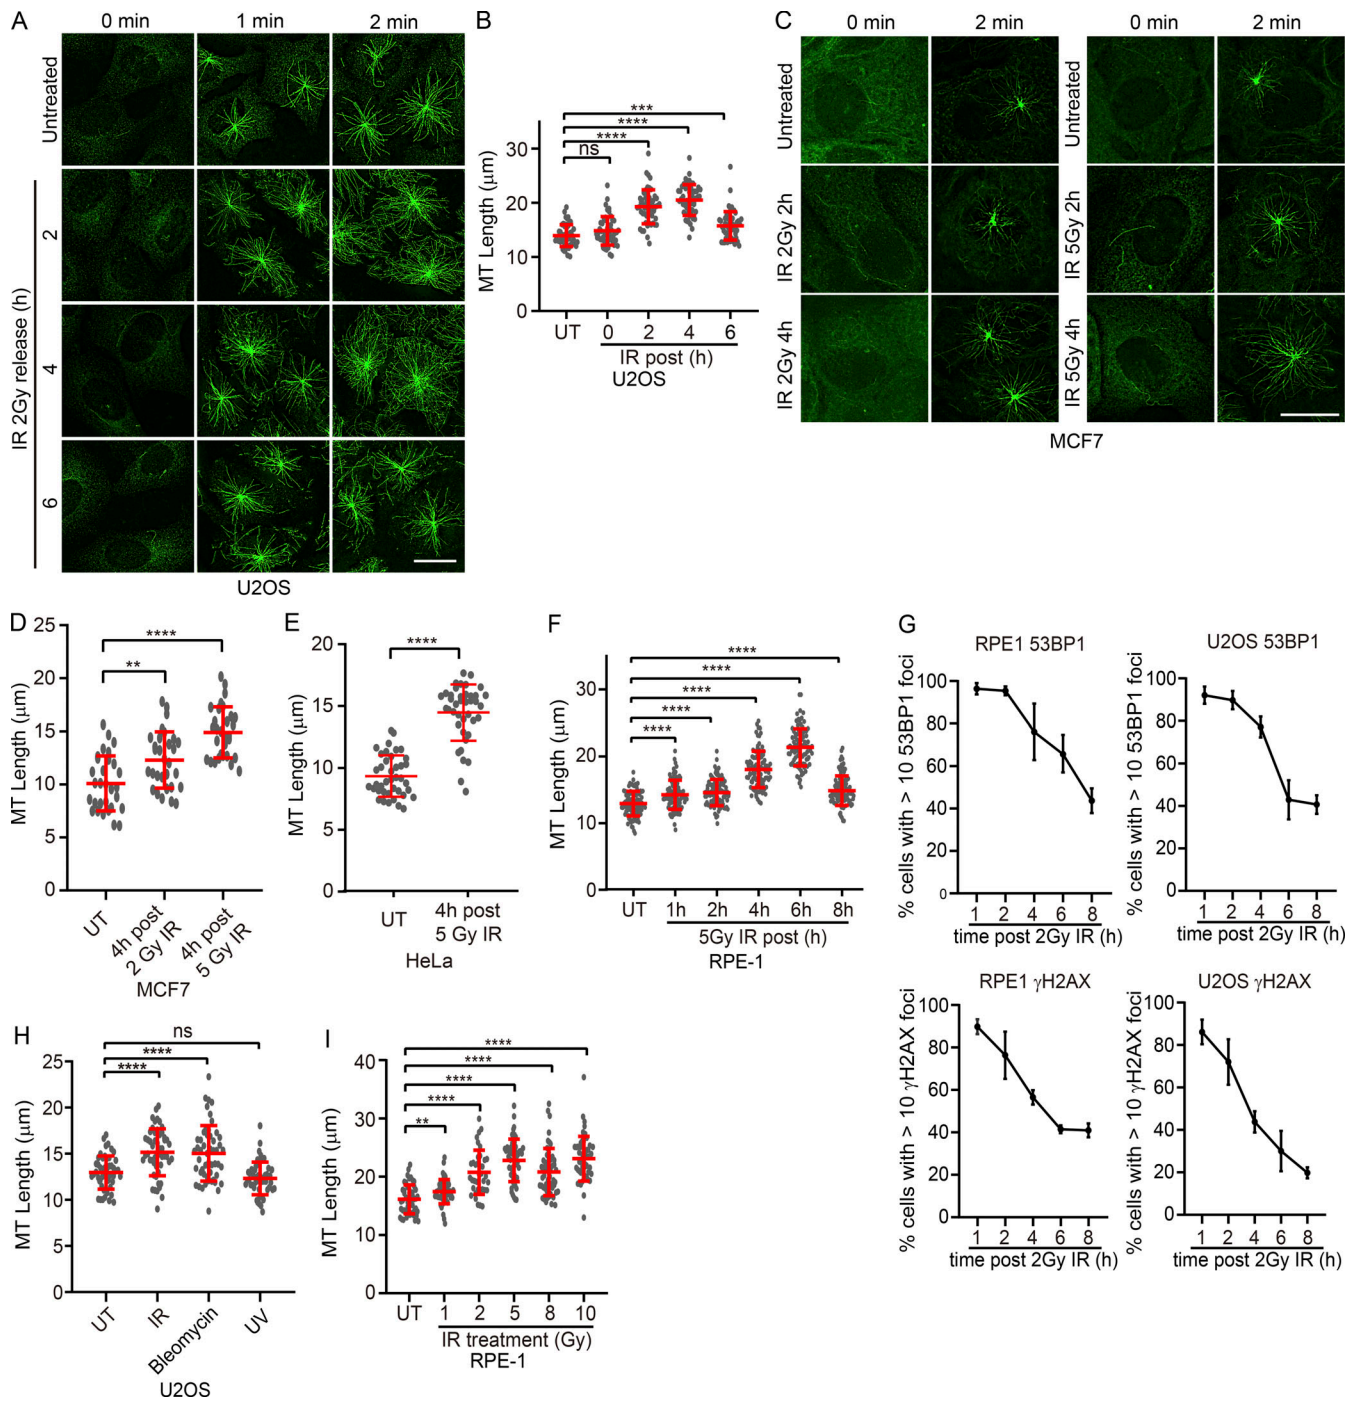 A
0 min
1 min
2 min
Untreated
IR 2Gy release (h)
2
4
6
U2OS
B
MT Length (μm)
30
20
10
0
ns
****
****
***
UT
0
2
4
6
IR post (h)
U2OS
C
0 min
2 min
0 min
2 min
Untreated
IR 2Gy 2h
IR 2Gy 4h
Untreated
IR 5Gy 2h
IR 5Gy 4h
MCF7
D
MT Length (μm)
25
20
15
10
5
0
****
**
UT
4h post
2 Gy IR
4h post
5 Gy IR
MCF7
E
MT Length (μm)
20
15
10
5
0
****
UT
4h post
5 Gy IR
HeLa
F
MT Length (μm)
30
20
10
0
****
****
****
****
****
UT
1h
2h
4h
6h
8h
5Gy IR post (h)
RPE-1
G
RPE1 53BP1
% cells with > 10 53BP1 foci
100
80
60
40
20
0
1
2
4
6
8
time post 2Gy IR (h)
U2OS 53BP1
% cells with > 10 53BP1 foci
100
80
60
40
20
0
1
2
4
6
8
time post 2Gy IR (h)
RPE1 γH2AX
% cells with > 10 γH2AX foci
100
80
60
40
20
0
1
2
4
6
8
time post 2Gy IR (h)
U2OS γH2AX
% cells with > 10 γH2AX foci
100
80
60
40
20
0
1
2
4
6
8
time post 2Gy IR (h)
H
MT Length (μm)
25
20
15
10
5
0
ns
****
****
UT
IR
Bleomycin
UV
U2OS
I
MT Length (μm)
40
30
20
10
0
****
****
****
****
**
UT
1
2
5
8
10
IR treatment (Gy)
RPE-1